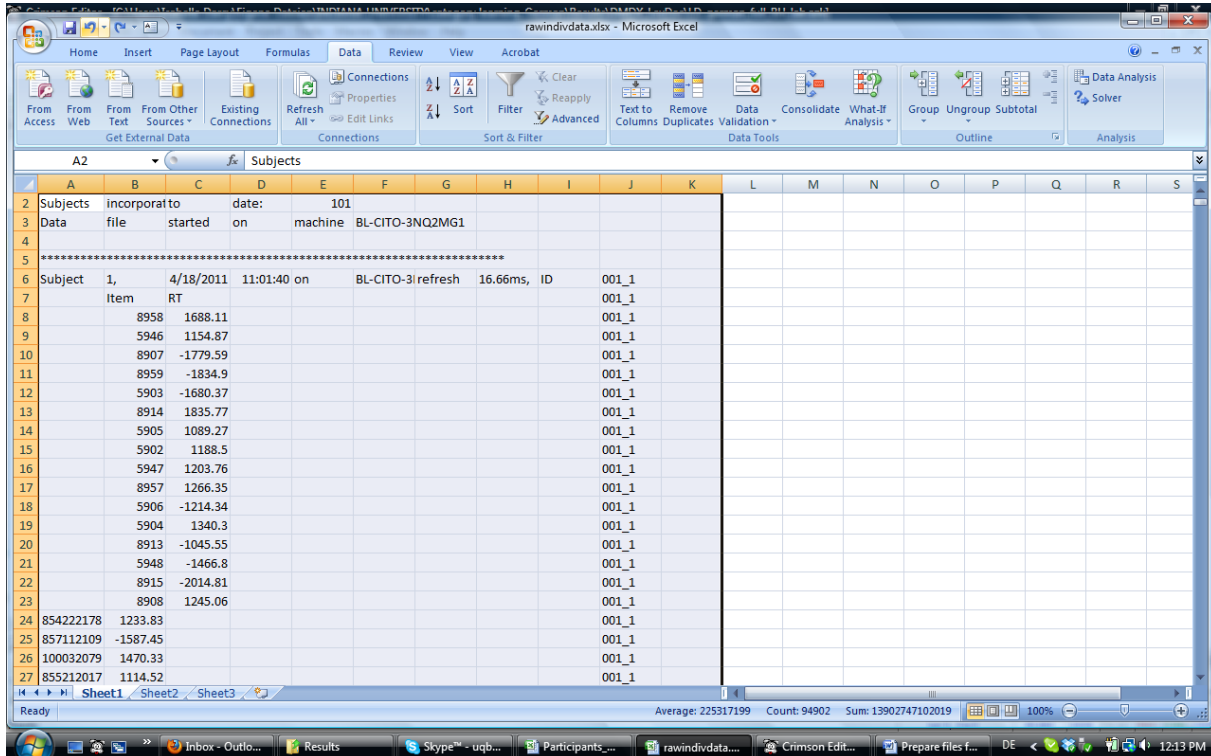 rawindivdata.xlsx - Microsoft Excel
Home Insert Page Layout Formulas Data Review View Acrobat
From Access From Web From Text From Other Sources Existing Connections
Get External Data
Refresh All Connections Properties Edit Links
Connections
Sort Filter Clear Reapply Advanced
Sort & Filter
Text to Columns Remove Duplicates Data Validation Consolidate What-If Analysis
Data Tools
Group Ungroup Subtotal
Outline
Data Analysis Solver
Analysis
A2 fx Subjects
A B C D E F G H I J K L M N O P Q R S
2 Subjects incorporat to date: 101
3 Data file started on machine BL-CITO-3NQ2MG1
4
5 **********************************************************************
6 Subject 1, 4/18/2011 11:01:40 on BL-CITO-3 refresh 16.66ms, ID 001_1
7 Item RT 001_1
8 8958 1688.11 001_1
9 5946 1154.87 001_1
10 8907 -1779.59 001_1
11 8959 -1834.9 001_1
12 5903 -1680.37 001_1
13 8914 1835.77 001_1
14 5905 1089.27 001_1
15 5902 1188.5 001_1
16 5947 1203.76 001_1
17 8957 1266.35 001_1
18 5906 -1214.34 001_1
19 5904 1340.3 001_1
20 8913 -1045.55 001_1
21 5948 -1466.8 001_1
22 8915 -2014.81 001_1
23 8908 1245.06 001_1
24 854222178 1233.83 001_1
25 857112109 -1587.45 001_1
26 100032079 1470.33 001_1
27 855212017 1114.52 001_1
Sheet1 Sheet2 Sheet3
Ready Average: 225317199 Count: 94902 Sum: 13902747102019 100%
Inbox - Outlo... Results Skype™ - uqb... Participants_... rawindivdata.... Crimson Edit... Prepare files f... DE 12:13 PM